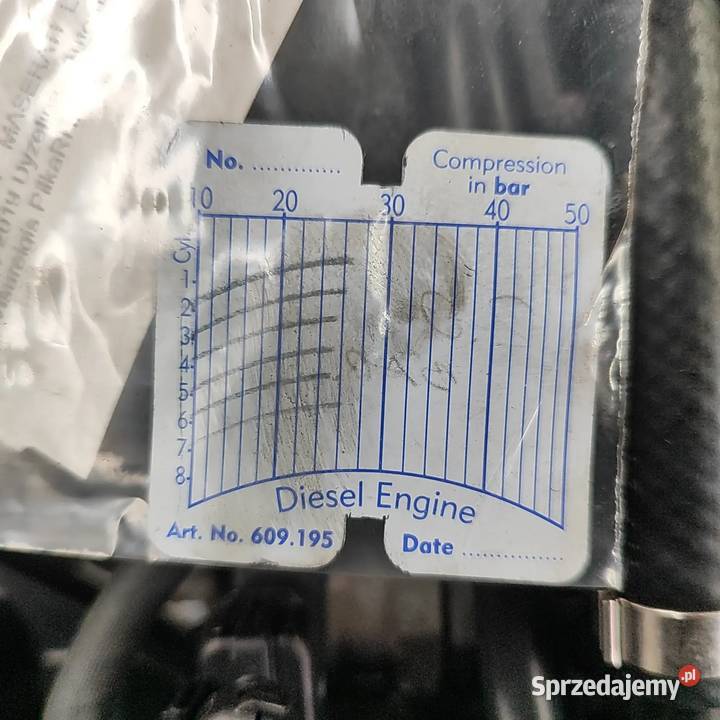 No. ..............
Compression
in bar
10 20 30 40 50
Cyl.
1
2
3
4
5
6
7
8
Diesel Engine
Art. No. 609.195
Date ..............
Sprzedajemy.pl